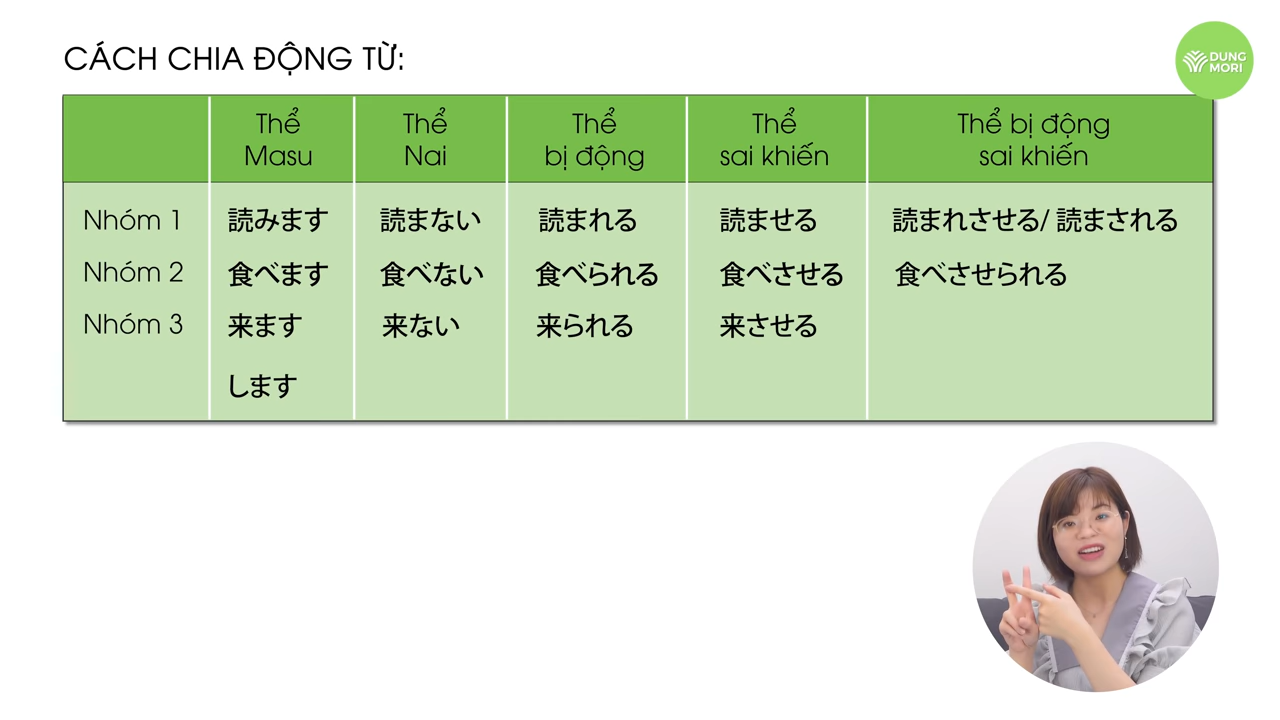 CÁCH CHIA ĐỘNG TỪ:
DUNG
MORI
Thể Masu
Thể Nai
Thể bị động
Thể sai khiến
Thể bị động sai khiến
Nhóm 1 読みます 読まない 読まれる 読ませる 読まれさせる/ 読まされる
Nhóm 2 食べます 食べない 食べられる 食べさせる 食べさせられる
Nhóm 3 来ます 来ない 来られる 来させる
します